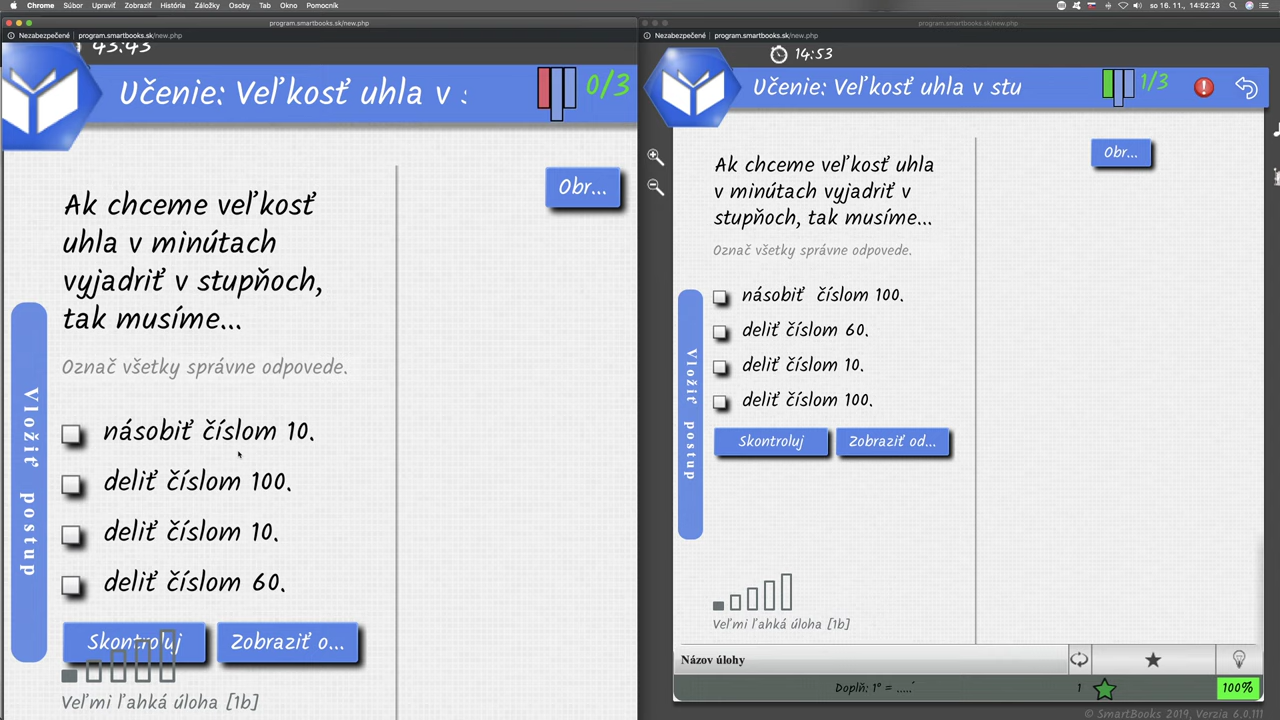 Chrome Súbor Upraviť Zobraziť História Záložky Osoby Tab Okno Pomocník
so 16. 11., 14:52:23
program.smartbooks.sk/new.php
Nezabezpečené | program.smartbooks.sk/new.php
43:43
Učenie: Veľkosť uhla v s
0/3
Obr...
Ak chceme veľkosť
uhla v minútach
vyjadriť v stupňoch,
tak musíme...
Označ všetky správne odpovede.
Vložiť postup
násobiť číslom 10.
deliť číslom 100.
deliť číslom 10.
deliť číslom 60.
Skontroluj
Zobraziť o...
Veľmi ľahká úloha [1b]
program.smartbooks.sk/new.php
Nezabezpečené | program.smartbooks.sk/new.php
14:53
Učenie: Veľkosť uhla v stu
1/3
Obr...
Ak chceme veľkosť uhla
v minútach vyjadriť v
stupňoch, tak musíme...
Označ všetky správne odpovede.
Vložiť postup
násobiť číslom 100.
deliť číslom 60.
deliť číslom 10.
deliť číslom 100.
Skontroluj
Zobraziť od...
Veľmi ľahká úloha [1b]
Názov úlohy
Doplň: 1° = .....´
1
100%
© SmartBooks 2019, Verzia 6.0.111